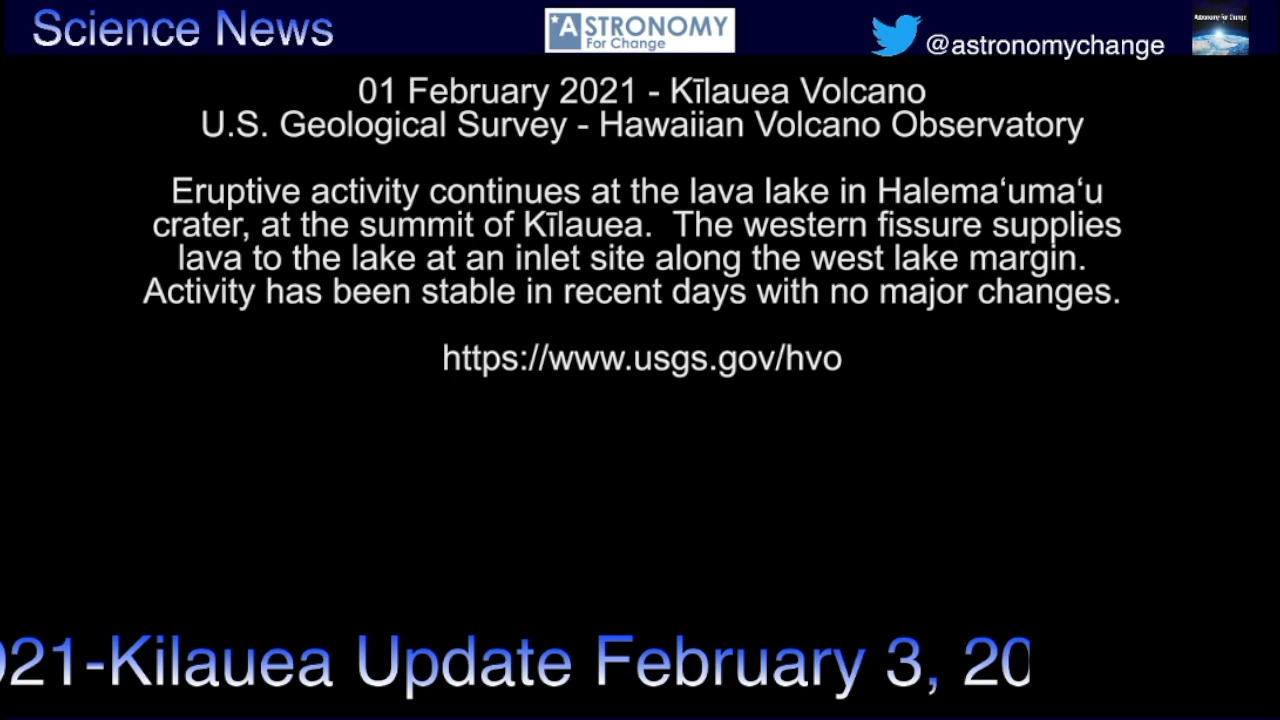 Science News
ASTRONOMY
For Change
@astronomychange
Astronomy For Change
01 February 2021 - Kīlauea Volcano
U.S. Geological Survey - Hawaiian Volcano Observatory
Eruptive activity continues at the lava lake in Halemaʻumaʻu
crater, at the summit of Kīlauea.  The western fissure supplies
lava to the lake at an inlet site along the west lake margin.
Activity has been stable in recent days with no major changes.
https://www.usgs.gov/hvo
021-Kilauea Update February 3, 20